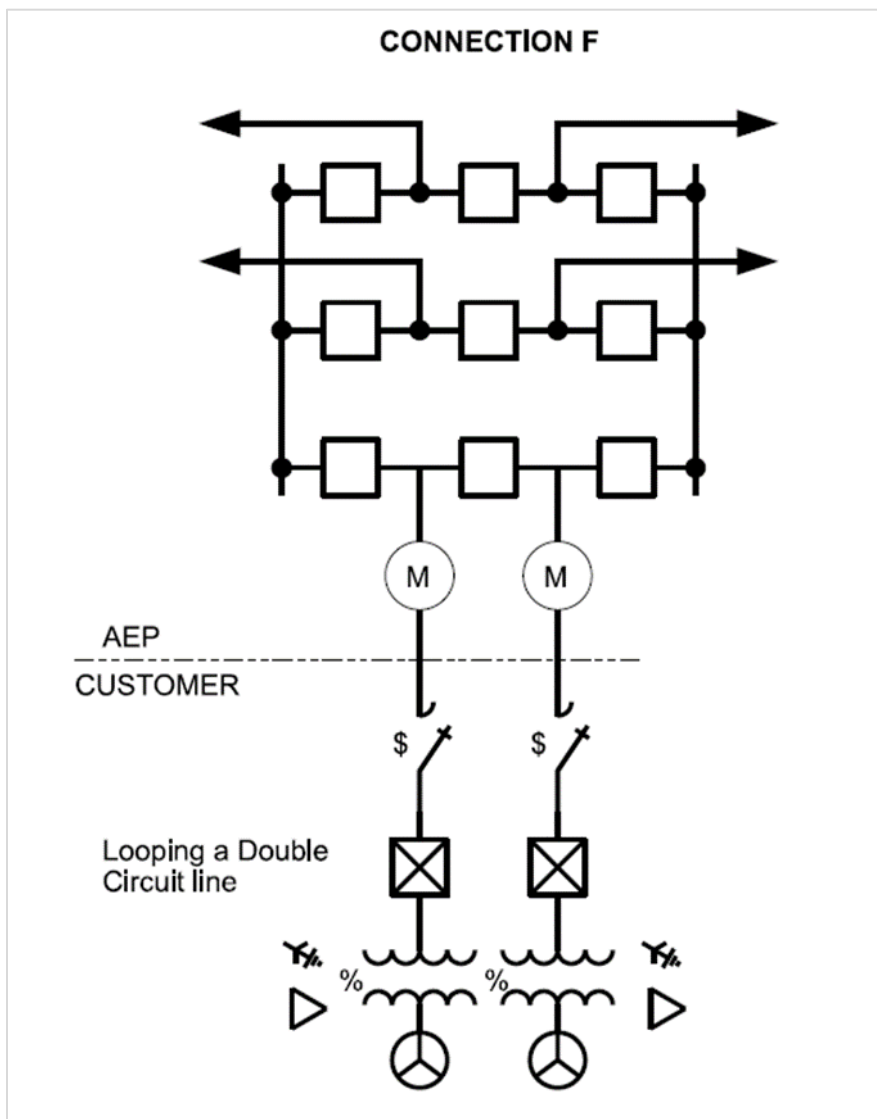 CONNECTION F
M M
AEP
CUSTOMER
$ $
Looping a Double
Circuit line
% %